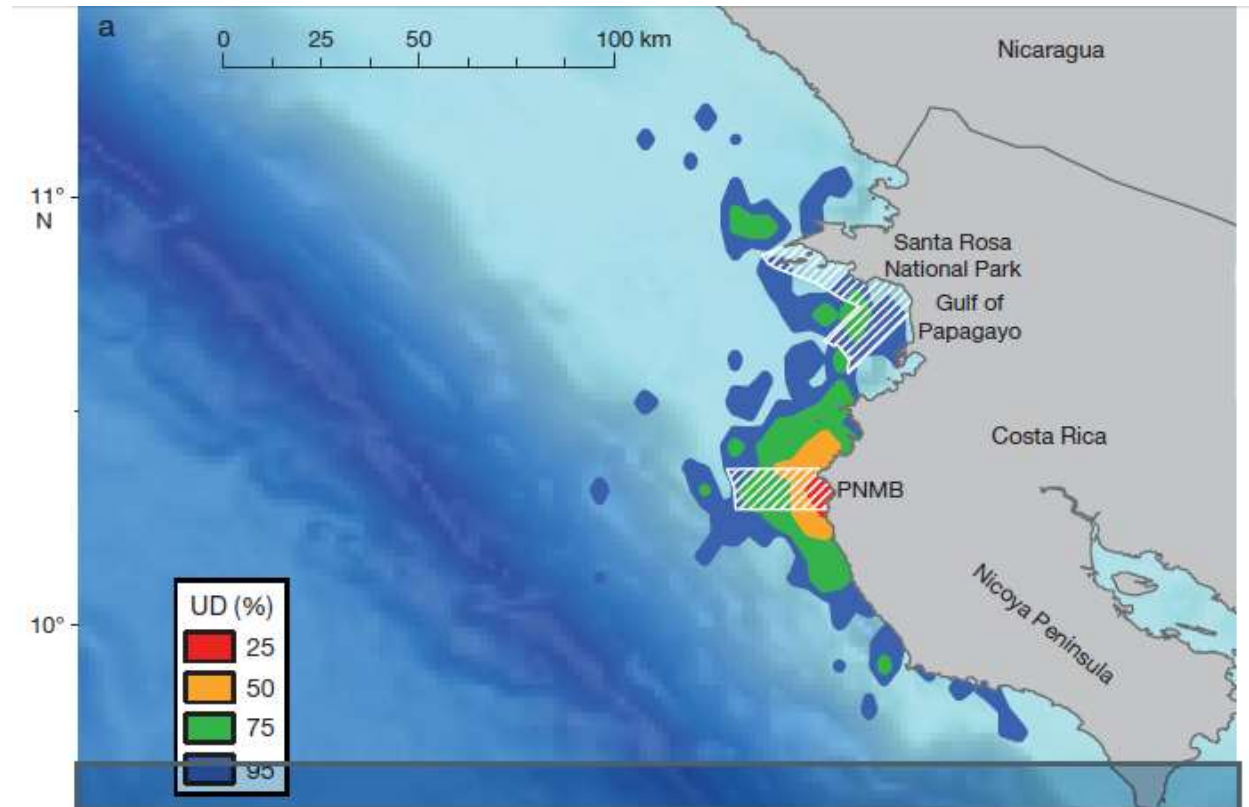 a
0 25 50 100 km
Nicaragua
11°
N
Santa Rosa
National Park
Gulf of
Papagayo
Costa Rica
PNMB
Nicoya Peninsula
10°
UD (%)
25
50
75
95